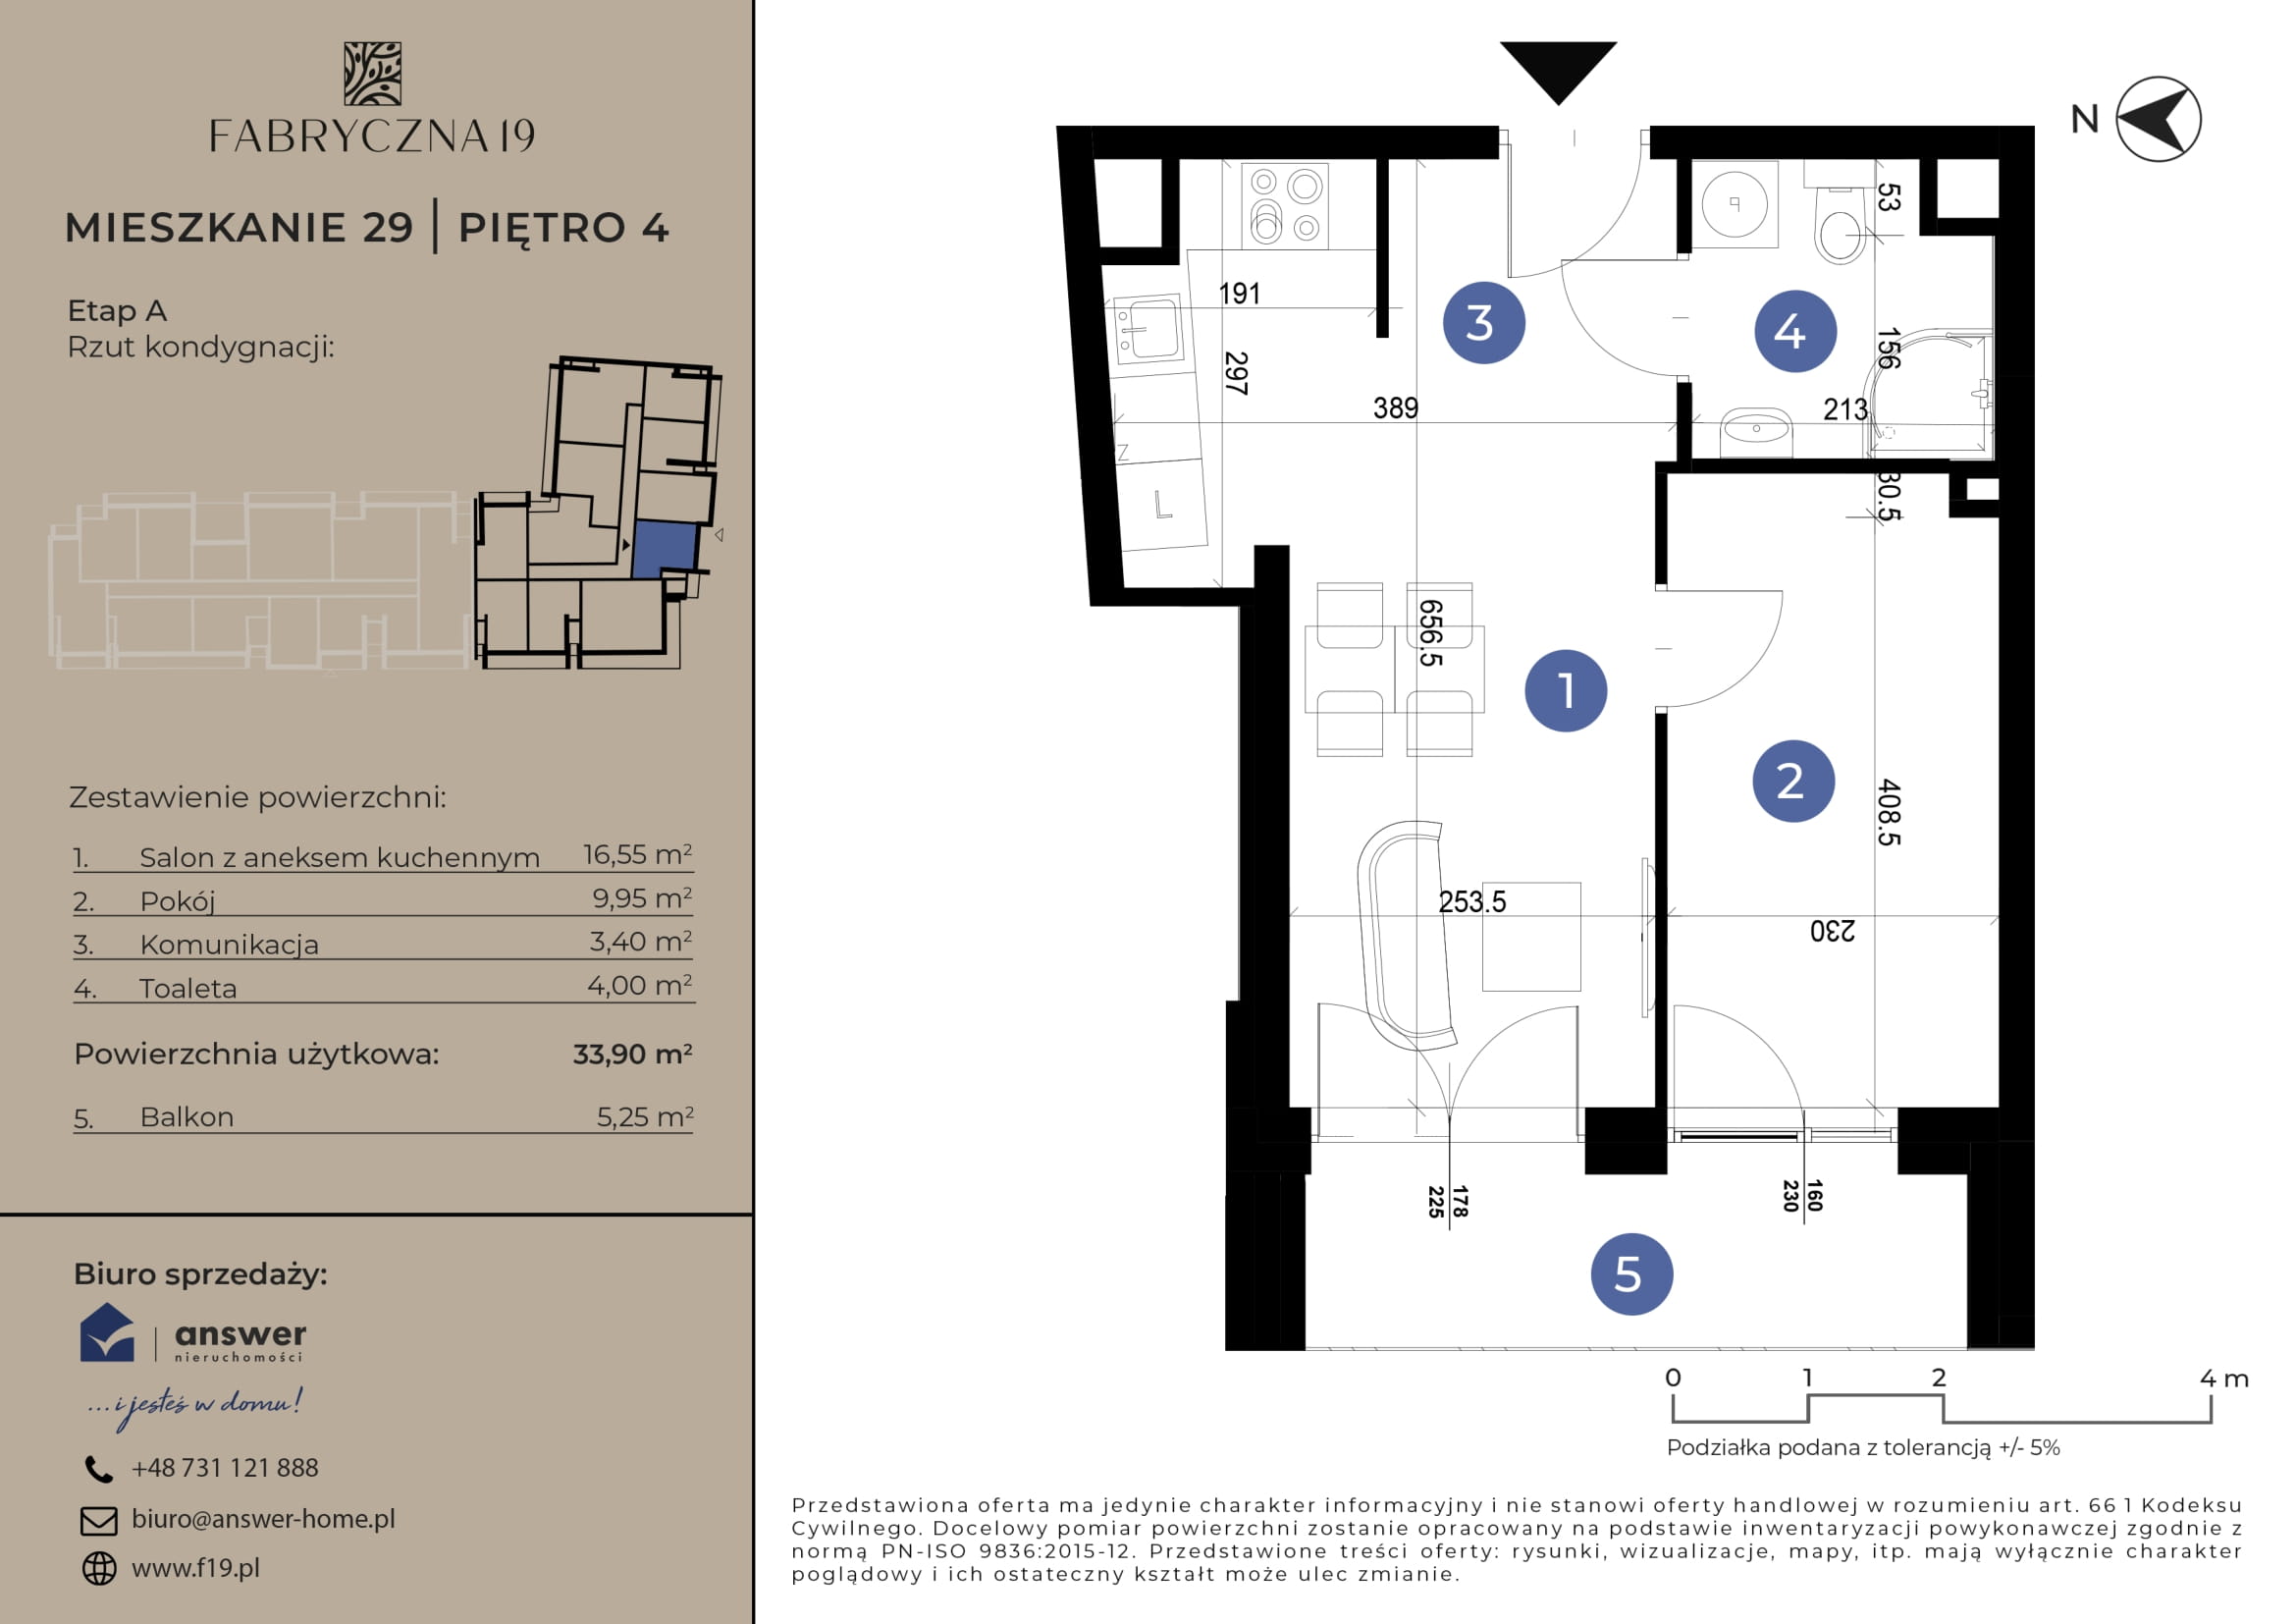 FABRYCZNA 19
MIESZKANIE 29 | PIĘTRO 4
Etap A
Rzut kondygnacji:
Zestawienie powierzchni:
1. Salon z aneksem kuchennym 16,55 m²
2. Pokój 9,95 m²
3. Komunikacja 3,40 m²
4. Toaleta 4,00 m²
Powierzchnia użytkowa: 33,90 m²
5. Balkon 5,25 m²
Biuro sprzedaży:
answer
nieruchomości
...i jesteś w domu!
+48 731 121 888
biuro@answer-home.pl
www.f19.pl
N
53
191
3
4
297
156
389
213
Z
L
30.5
656.5
1
2
408.5
253.5
230
178
225
160
230
5
0 1 2 4 m
Podziałka podana z tolerancją +/- 5%
Przedstawiona oferta ma jedynie charakter informacyjny i nie stanowi oferty handlowej w rozumieniu art. 66 1 Kodeksu
Cywilnego. Docelowy pomiar powierzchni zostanie opracowany na podstawie inwentaryzacji powykonawczej zgodnie z
normą PN-ISO 9836:2015-12. Przedstawione treści oferty: rysunki, wizualizacje, mapy, itp. mają wyłącznie charakter
poglądowy i ich ostateczny kształt może ulec zmianie.